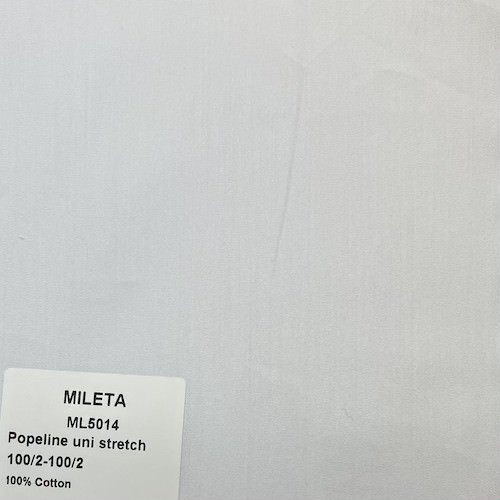 MILETA
ML5014
Popeline uni stretch
100/2-100/2
100% Cotton